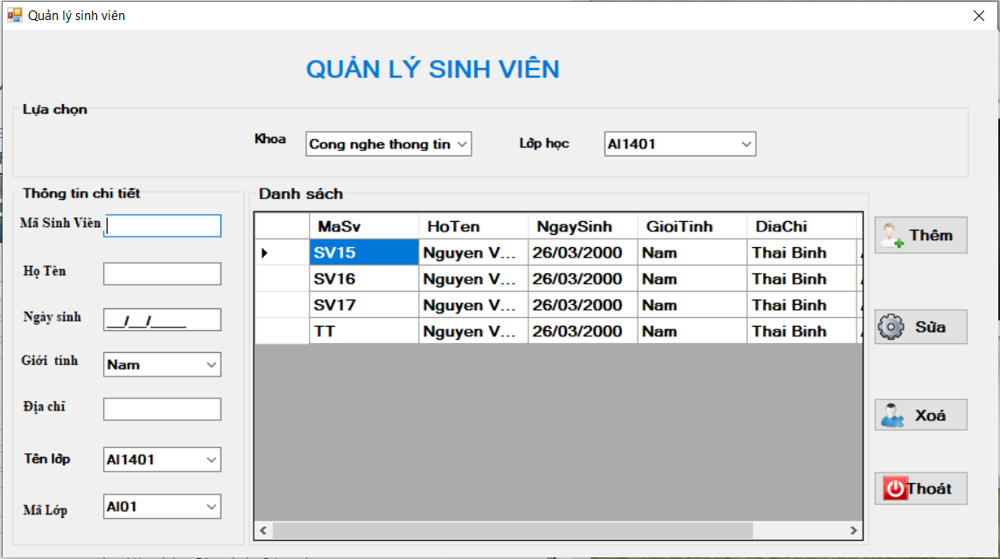 Quản lý sinh viên
QUẢN LÝ SINH VIÊN
Lựa chọn
Khoa Cong nghe thong tin Lớp học AI1401
Thông tin chi tiết
Mã Sinh Viên
Họ Tên
Ngày sinh __/__/____
Giới tính Nam
Địa chỉ
Tên lớp AI1401
Mã Lớp AI01
Danh sách
MaSv HoTen NgaySinh GioiTinh DiaChi
SV15 Nguyen V... 26/03/2000 Nam Thai Binh
SV16 Nguyen V... 26/03/2000 Nam Thai Binh
SV17 Nguyen V... 26/03/2000 Nam Thai Binh
TT Nguyen V... 26/03/2000 Nam Thai Binh
Thêm
Sửa
Xoá
Thoát